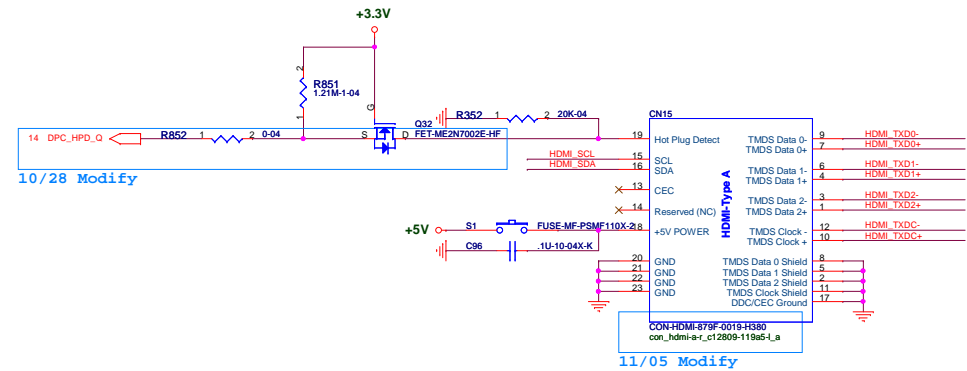 +3.3V
2
R851
1.21M-1-04
1
G
Q32
S
D
FET-ME2N7002E-HF
14 DPC_HPD_Q
R852
1
2
0-04
10/28 Modify
R352
1
2
20K-04
CN15
19 Hot Plug Detect
HDMI_SCL
15 SCL
HDMI_SDA
16 SDA
13 CEC
14 Reserved (NC)
+5V
S1
FUSE-MF-PSMF110X-2
18 +5V POWER
C96
.1U-10-04X-K
20 GND
21 GND
22 GND
23 GND
HDMI-Type A
TMDS Data 0- 9 HDMI_TXD0-
TMDS Data 0+ 7 HDMI_TXD0+
TMDS Data 1- 6 HDMI_TXD1-
TMDS Data 1+ 4 HDMI_TXD1+
TMDS Data 2- 3 HDMI_TXD2-
TMDS Data 2+ 1 HDMI_TXD2+
TMDS Clock - 12 HDMI_TXDC-
TMDS Clock + 10 HDMI_TXDC+
TMDS Data 0 Shield 8
TMDS Data 1 Shield 5
TMDS Data 2 Shield 2
TMDS Clock Shield 11
DDC/CEC Ground 17
CON-HDMI-879F-0019-H380
con_hdmi-a-r_c12809-119a5-l_a
11/05 Modify